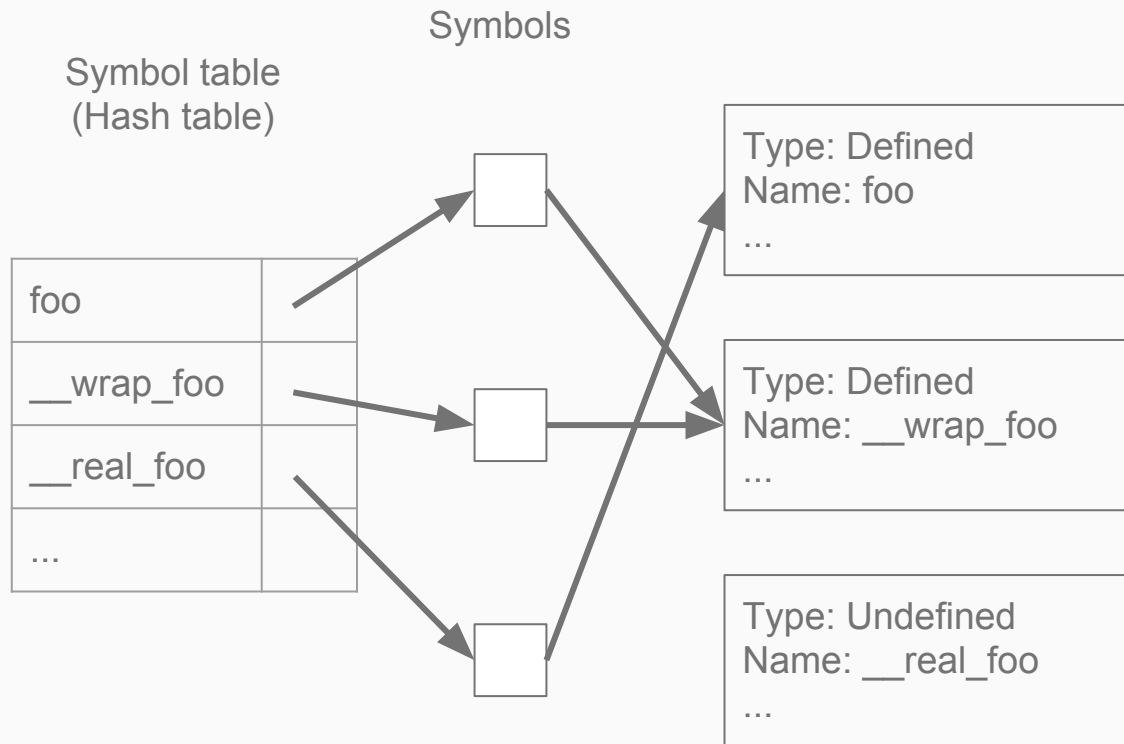 Symbols
Symbol table
(Hash table)
foo
__wrap_foo
__real_foo
...
Type: Defined
Name: foo
...
Type: Defined
Name: __wrap_foo
...
Type: Undefined
Name: __real_foo
...